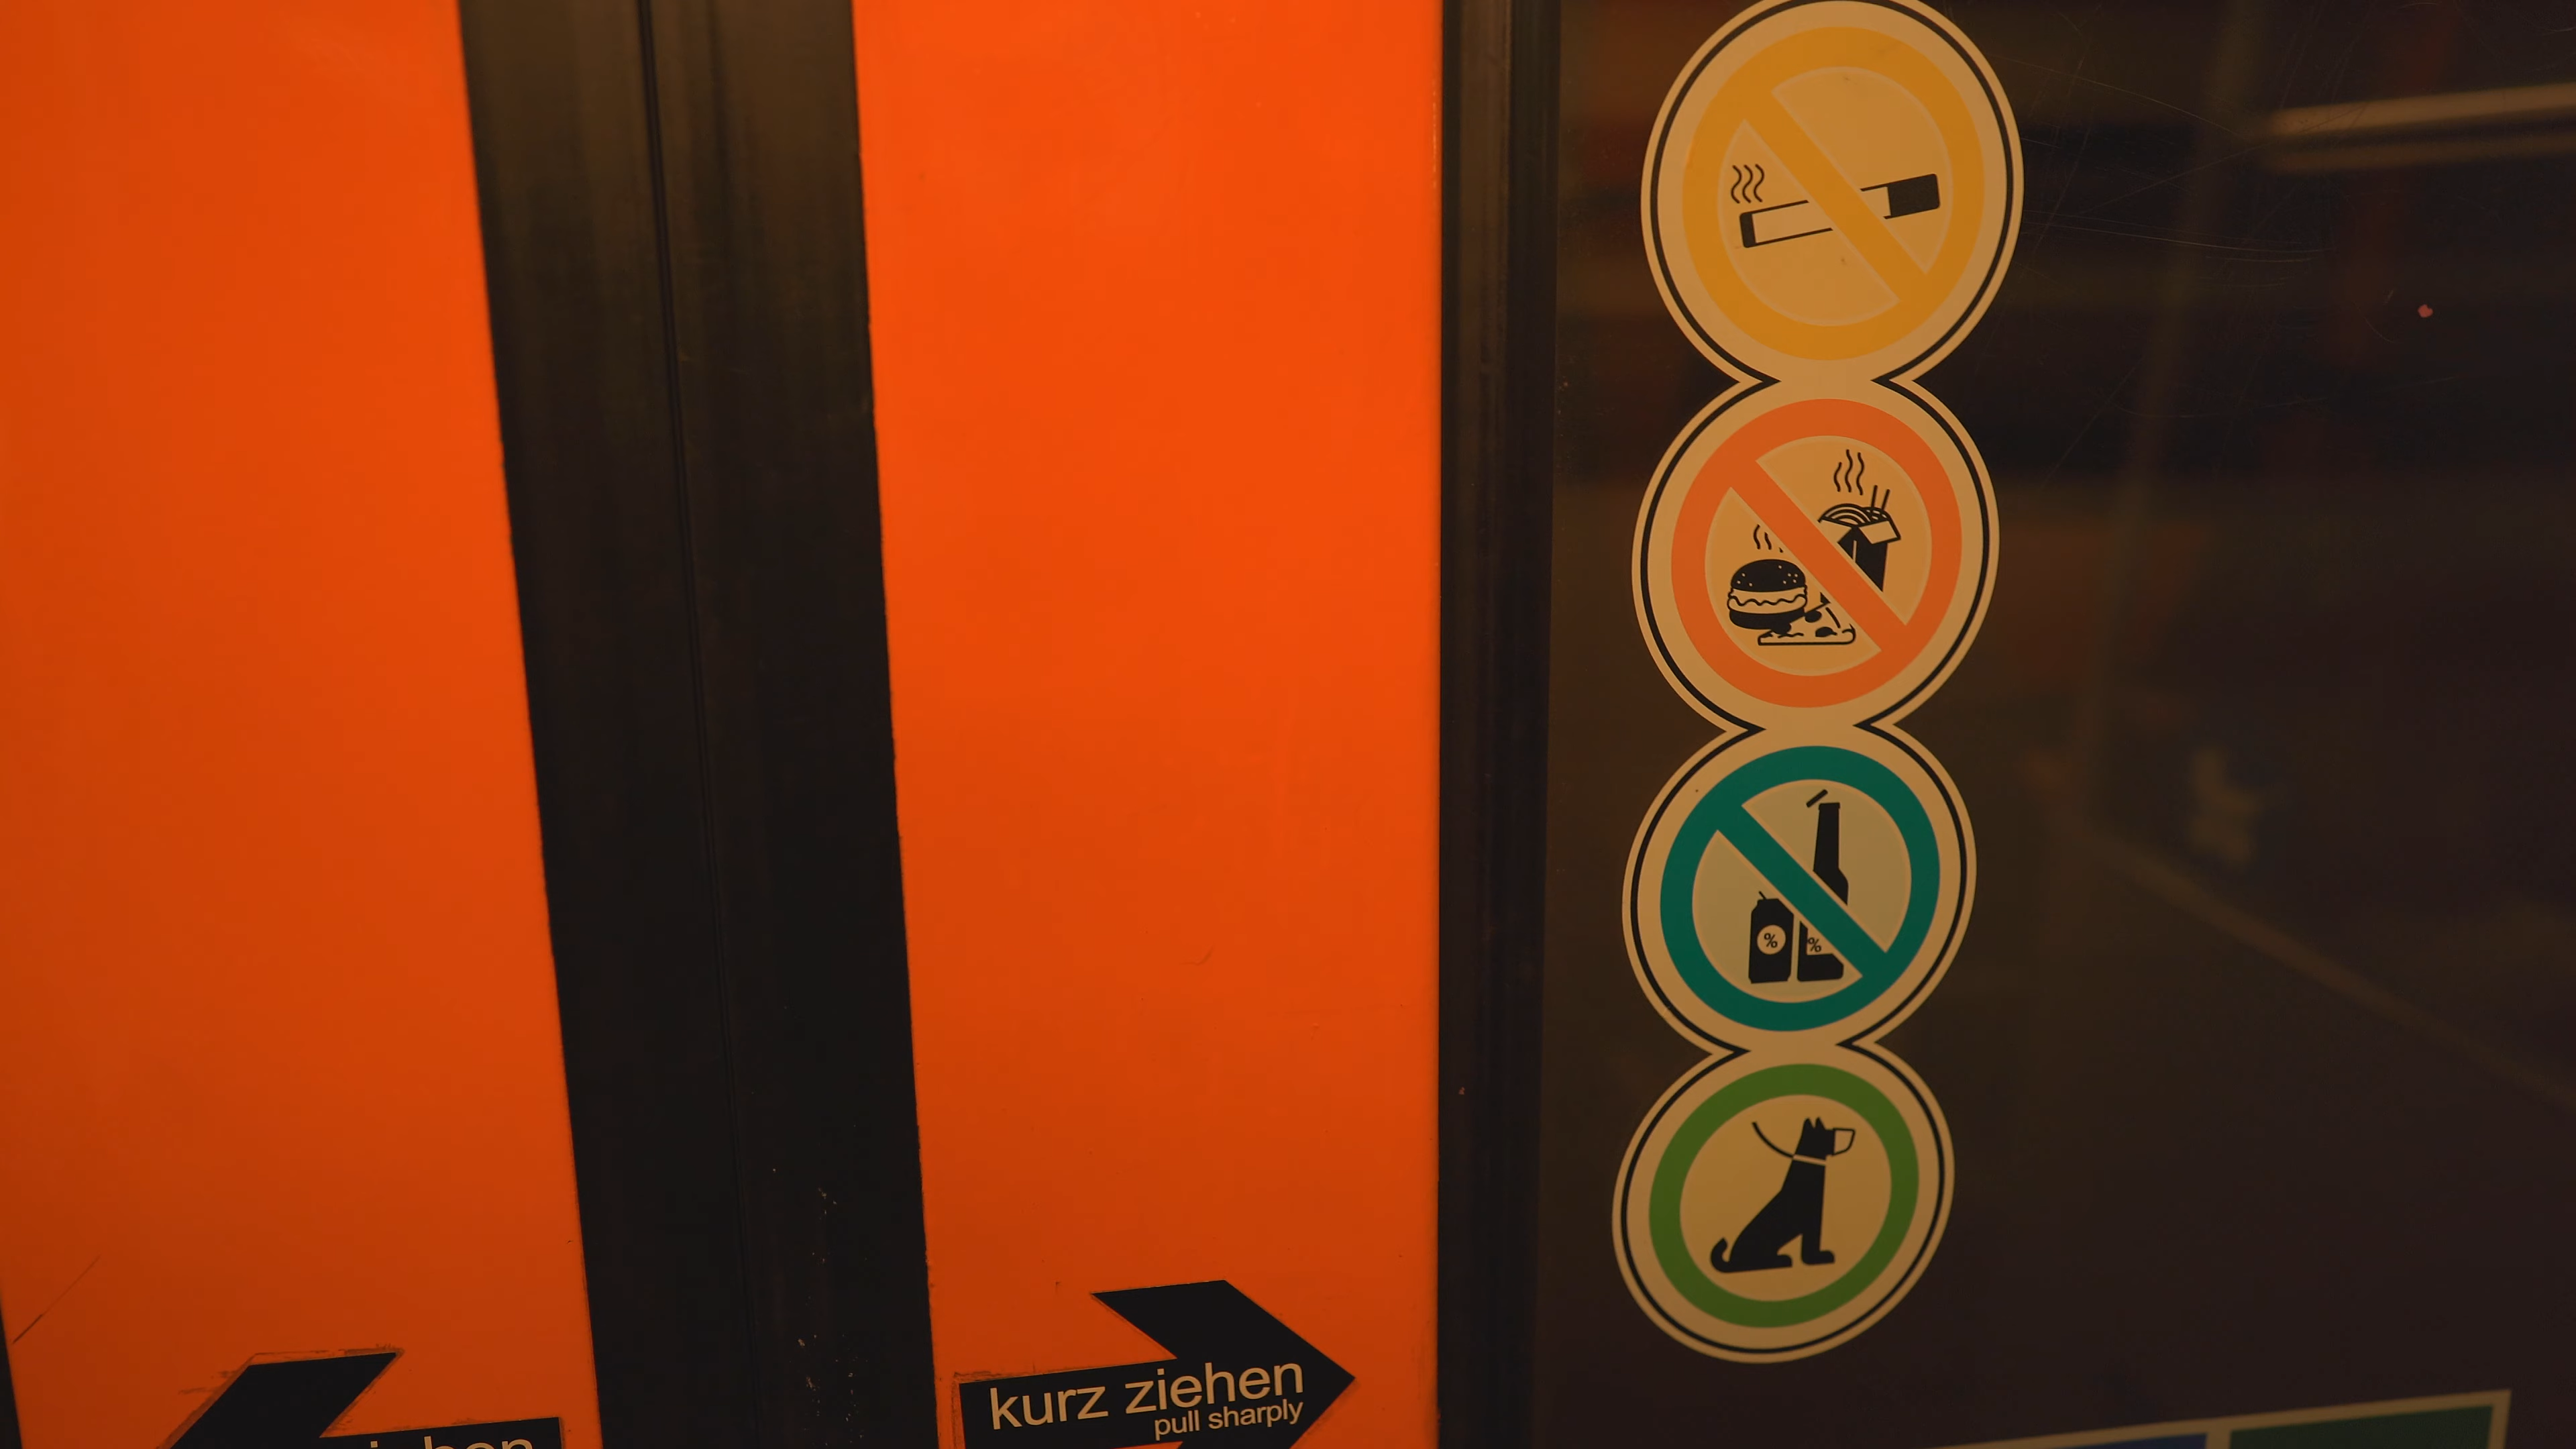 kurz ziehen
pull sharply
%
%